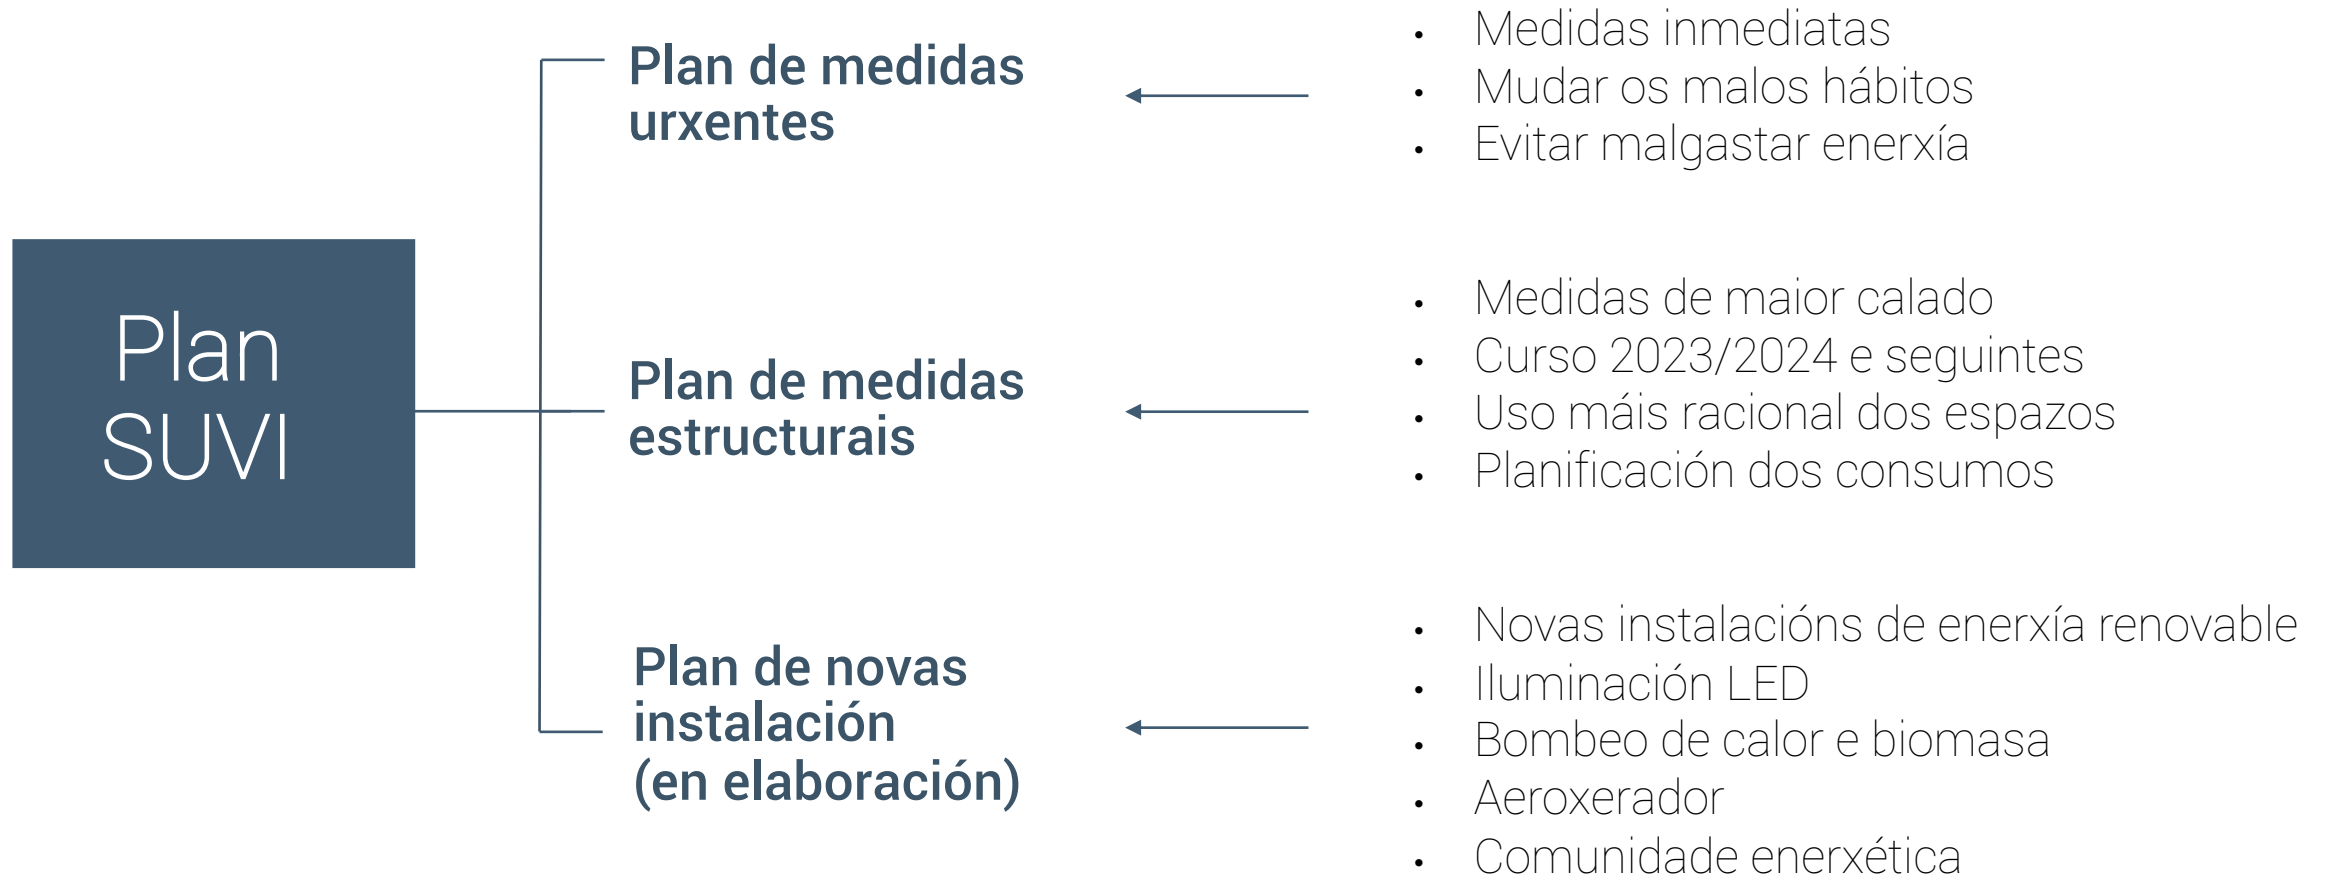 Plan
SUVI
Plan de medidas
urxentes
• Medidas inmediatas
• Mudar os malos hábitos
• Evitar malgastar enerxía
Plan de medidas
estructurais
• Medidas de maior calado
• Curso 2023/2024 e seguintes
• Uso máis racional dos espazos
• Planificación dos consumos
Plan de novas
instalación
(en elaboración)
• Novas instalacións de enerxía renovable
• Iluminación LED
• Bombeo de calor e biomasa
• Aeroxerador
• Comunidade enerxética